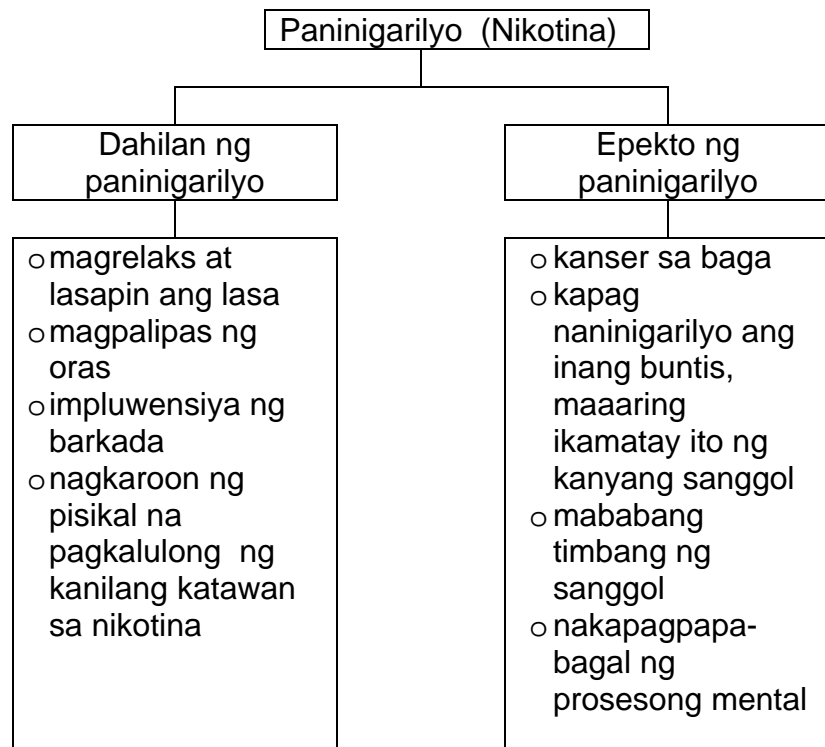 Paninigarilyo (Nikotina)
Dahilan ng
paninigarilyo
o magrelaks at
lasapin ang lasa
o magpalipas ng
oras
o impluwensiya ng
barkada
o nagkaroon ng
pisikal na
pagkalulong ng
kanilang katawan
sa nikotina
Epekto ng
paninigarilyo
o kanser sa baga
o kapag
naninigarilyo ang
inang buntis,
maaaring
ikamatay ito ng
kanyang sanggol
o mababang
timbang ng
sanggol
o nakapagpapa-
bagal ng
prosesong mental